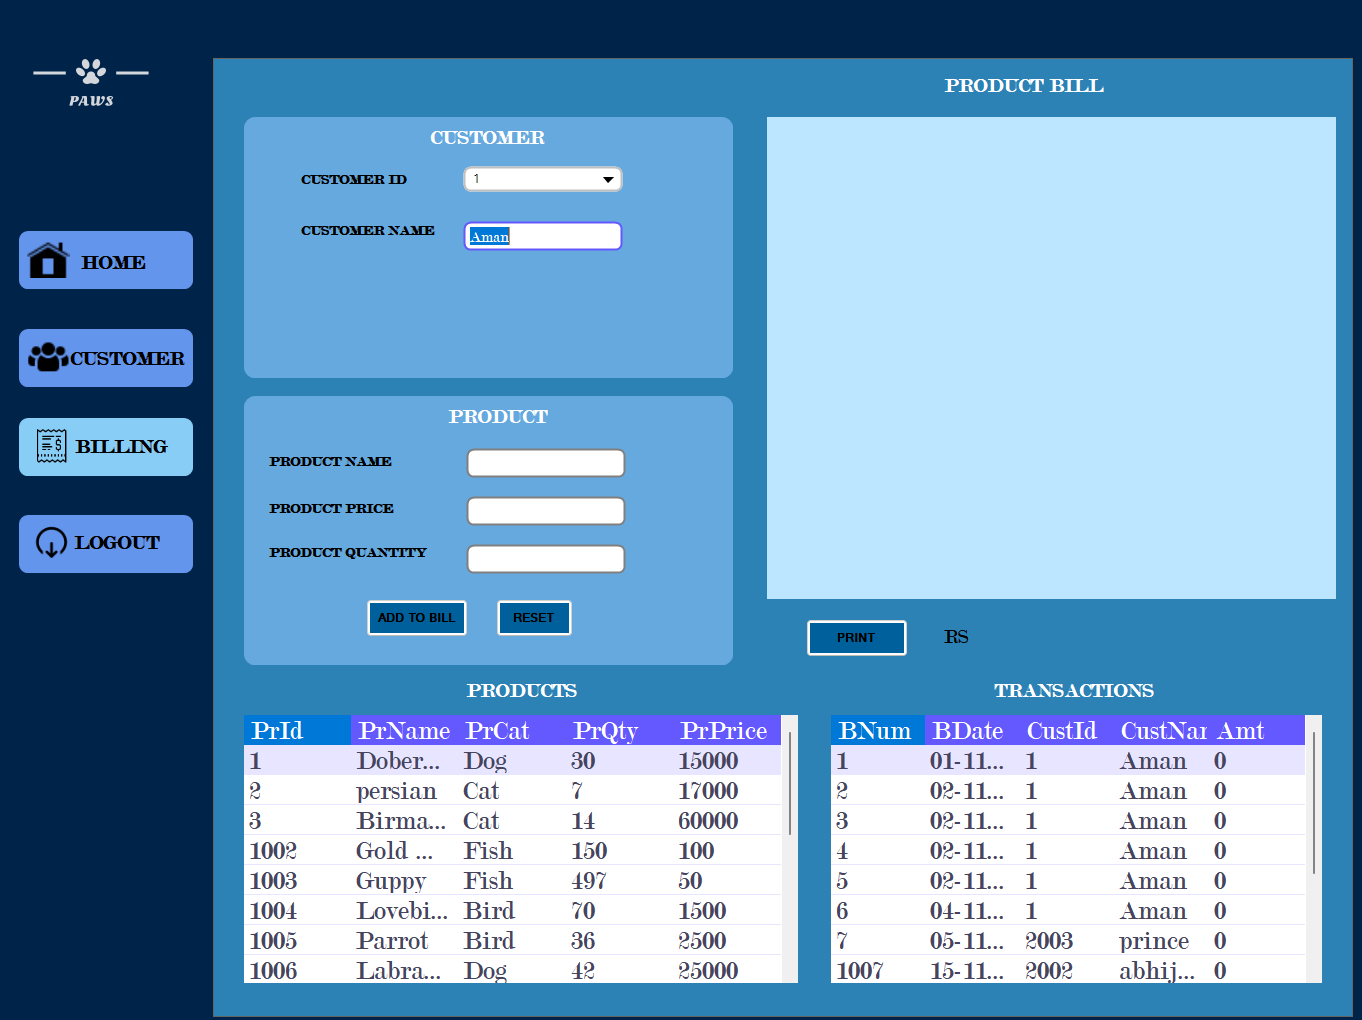 PAWS
HOME
CUSTOMER
BILLING
LOGOUT
CUSTOMER
CUSTOMER ID 1
CUSTOMER NAME Aman
PRODUCT
PRODUCT NAME
PRODUCT PRICE
PRODUCT QUANTITY
ADD TO BILL RESET
PRODUCT BILL
PRINT RS
PRODUCTS
PrId PrName PrCat PrQty PrPrice
1 Dober... Dog 30 15000
2 persian Cat 7 17000
3 Birma... Cat 14 60000
1002 Gold ... Fish 150 100
1003 Guppy Fish 497 50
1004 Lovebi... Bird 70 1500
1005 Parrot Bird 36 2500
1006 Labra... Dog 42 25000
TRANSACTIONS
BNum BDate CustId CustNar Amt
1 01-11... 1 Aman 0
2 02-11... 1 Aman 0
3 02-11... 1 Aman 0
4 02-11... 1 Aman 0
5 02-11... 1 Aman 0
6 04-11... 1 Aman 0
7 05-11... 2003 prince 0
1007 15-11... 2002 abhij... 0